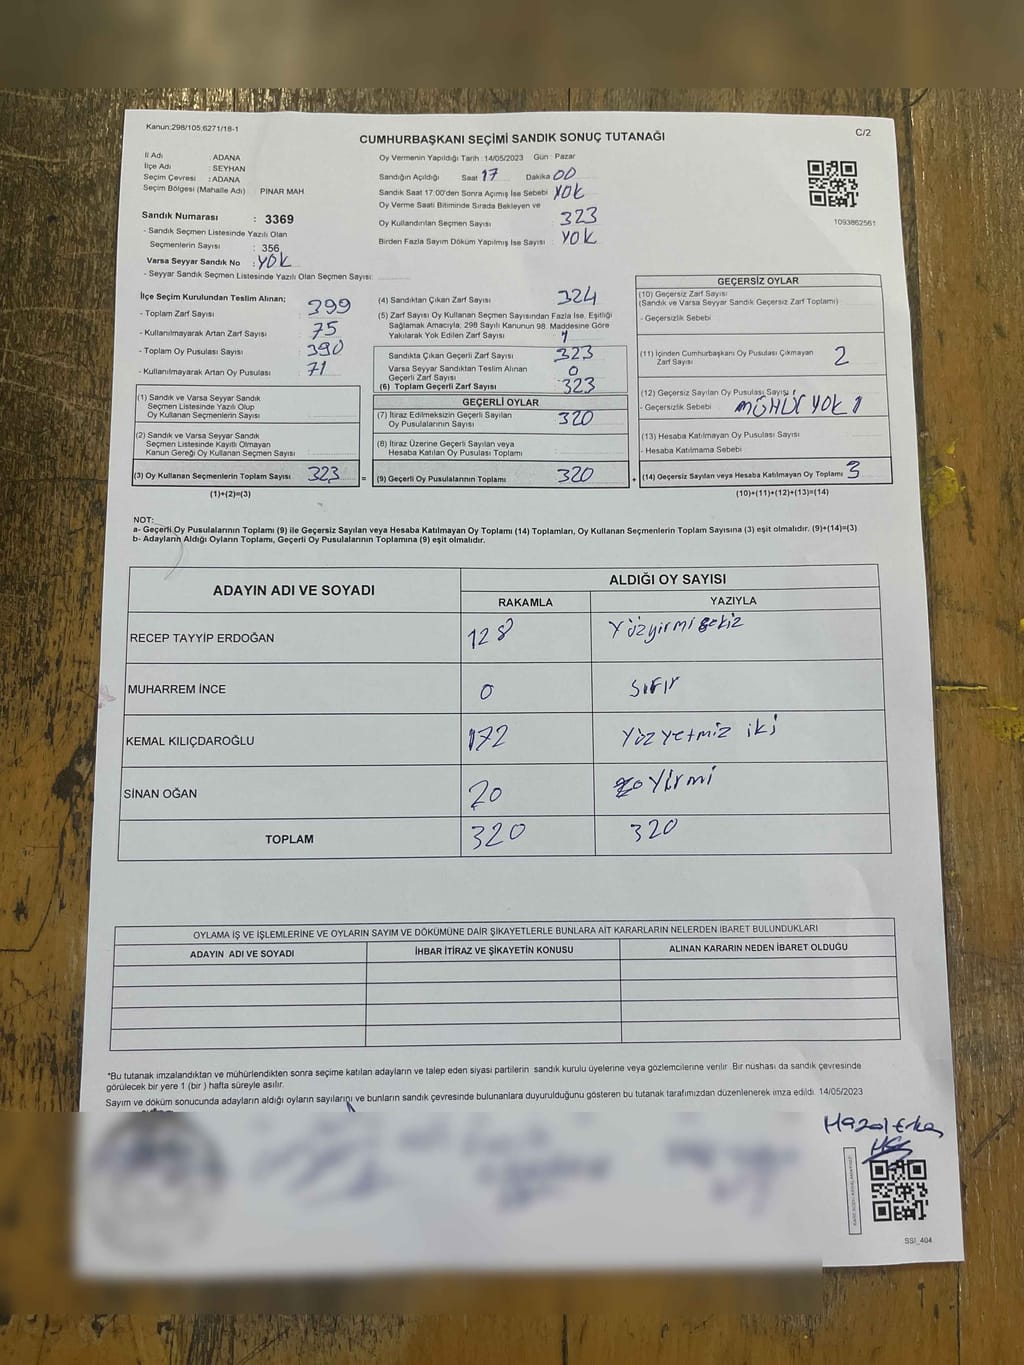 Kanun:298/105,6271/18-1
C/2
CUMHURBAŞKANI SEÇİMİ SANDIK SONUÇ TUTANAĞI
İl Adı : ADANA
İlçe Adı : SEYHAN
Seçim Çevresi : ADANA
Seçim Bölgesi (Mahalle Adı) PINAR MAH
Sandık Numarası : 3369
- Sandık Seçmen Listesinde Yazılı Olan
Seçmenlerin Sayısı : 356
Varsa Seyyar Sandık No : YOK
- Seyyar Sandık Seçmen Listesinde Yazılı Olan Seçmen Sayısı:
Oy Vermenin Yapıldığı Tarih :14/05/2023 Gün : Pazar
Sandığın Açıldığı Saat 17 Dakika 00
Sandık Saat 17 00'den Sonra Açımış İse Sebebi YOK
Oy Verme Saati Bitiminde Sırada Bekleyen ve
Oy Kullandırılan Seçmen Sayısı : 323
Birden Fazla Sayım Döküm Yapılmış İse Sayısı : YOK
1093862561
İlçe Seçim Kurulundan Teslim Alınan;
- Toplam Zarf Sayısı : 399
- Kullanılmayarak Artan Zarf Sayısı : 75
- Toplam Oy Pusulası Sayısı : 390
- Kullanılmayarak Artan Oy Pusulası : 71
(1) Sandık ve Varsa Seyyar Sandık
Seçmen Listesinde Yazılı Olup
Oy Kullanan Seçmenlerin Sayısı
(2) Sandık ve Varsa Seyyar Sandık
Seçmen Listesinde Kayıtlı Olmayan
Kanun Gereği Oy Kullanan Seçmen Sayısı
(3) Oy Kullanan Seçmenlerin Toplam Sayısı 323
(1)+(2)=(3)
(4) Sandıktan Çıkan Zarf Sayısı : 324
(5) Zarf Sayısı Oy Kullanan Seçmen Sayısından Fazla İse, Eşitliği
Sağlamak Amacıyla, 298 Sayılı Kanunun 98. Maddesine Göre
Yakılarak Yok Edilen Zarf Sayısı : 1
Sandıkta Çıkan Geçerli Zarf Sayısı : 323
Varsa Seyyar Sandıktan Teslim Alınan
Geçerli Zarf Sayısı : 0
(6) Toplam Geçerli Zarf Sayısı : 323
GEÇERLİ OYLAR
(7) İtiraz Edilmeksizin Geçerli Sayılan
Oy Pusulalarının Sayısı : 320
(8) İtiraz Üzerine Geçerli Sayılan veya
Hesaba Katılan Oy Pusulası Toplamı :
= (9) Geçerli Oy Pusulalarının Toplamı : 320
GEÇERSİZ OYLAR
(10) Geçersiz Zarf Sayısı
(Sandık ve Varsa Seyyar Sandık Geçersiz Zarf Toplamı)
- Geçersizlik Sebebi
(11) İçinden Cumhurbaşkanı Oy Pusulası Çıkmayan
Zarf Sayısı 2
(12) Geçersiz Sayılan Oy Pusulası Sayısı 1
- Geçersizlik Sebebi MÜHÜR YOK 1
(13) Hesaba Katılmayan Oy Pusulası Sayısı
- Hesaba Katılmama Sebebi
+ (14) Geçersiz Sayılan veya Hesaba Katılmayan Oy Toplamı 3
(10)+(11)+(12)+(13)=(14)
NOT:
a- Geçerli Oy Pusulalarının Toplamı (9) ile Geçersiz Sayılan veya Hesaba Katılmayan Oy Toplamı (14) Toplamları, Oy Kullanan Seçmenlerin Toplam Sayısına (3) eşit olmalıdır. (9)+(14)=(3)
b- Adayların Aldığı Oyların Toplamı, Geçerli Oy Pusulalarının Toplamına (9) eşit olmalıdır.
ADAYIN ADI VE SOYADI
ALDIĞI OY SAYISI
RAKAMLA YAZIYLA
RECEP TAYYİP ERDOĞAN 128 Yüzyirmisekiz
MUHARREM İNCE 0 Sıfır
KEMAL KILIÇDAROĞLU 172 Yüzyetmiz iki
SİNAN OĞAN 20 Yirmi
TOPLAM 320 320
OYLAMA İŞ VE İŞLEMLERİNE VE OYLARIN SAYIM VE DÖKÜMÜNE DAİR ŞİKAYETLERLE BUNLARA AİT KARARLARIN NELERDEN İBARET BULUNDUKLARI
ADAYIN ADI VE SOYADI İHBAR İTİRAZ VE ŞİKAYETİN KONUSU ALINAN KARARIN NEDEN İBARET OLDUĞU
*Bu tutanak imzalandıktan ve mühürlendikten sonra seçime katılan adayların ve talep eden siyasi partilerin sandık kurulu üyelerine veya gözlemcilerine verilir. Bir nüshası da sandık çevresinde
görülecek bir yere 1 (bir ) hafta süreyle asılır.
Sayım ve döküm sonucunda adayların aldığı oyların sayılarını ve bunların sandık çevresinde bulunanlara duyurulduğunu gösteren bu tutanak tarafımızdan düzenlenerek imza edildi. 14/05/2023
SSI_404